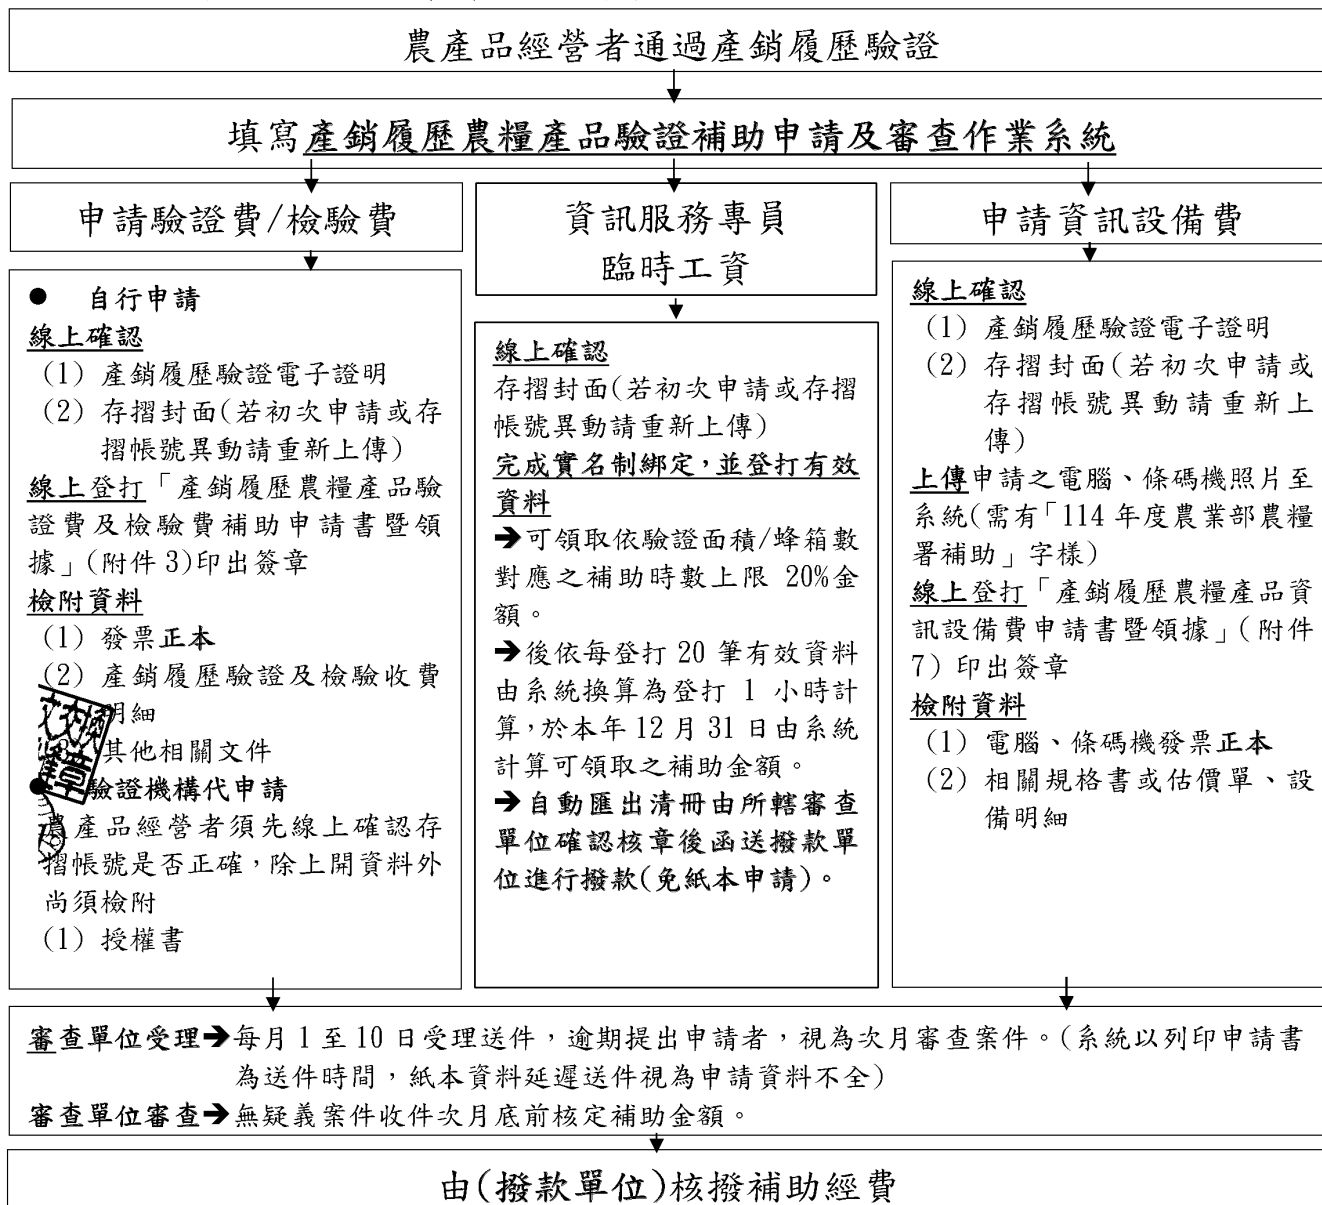 農產品經營者通過產銷履歷驗證
填寫產銷履歷農糧產品驗證補助申請及審查作業系統
申請驗證費/檢驗費
● 自行申請
線上確認
(1) 產銷履歷驗證電子證明
(2) 存摺封面(若初次申請或存
摺帳號異動請重新上傳)
線上登打「產銷履歷農糧產品驗
證費及檢驗費補助申請書暨領
據」(附件 3)印出簽章
檢附資料
(1) 發票正本
(2) 產銷履歷驗證及檢驗收費
明細
其他相關文件
驗證機構代申請
農產品經營者須先線上確認存
摺帳號是否正確，除上開資料外
尚須檢附
(1) 授權書
資訊服務專員
臨時工資
線上確認
存摺封面(若初次申請或存摺
帳號異動請重新上傳)
完成實名制綁定，並登打有效
資料
➔可領取依驗證面積/蜂箱數
對應之補助時數上限 20%金
額。
➔後依每登打 20 筆有效資料
由系統換算為登打 1 小時計
算，於本年 12 月 31 日由系統
計算可領取之補助金額。
➔自動匯出清冊由所轄審查
單位確認核章後函送撥款單
位進行撥款(免紙本申請)。
申請資訊設備費
線上確認
(1) 產銷履歷驗證電子證明
(2) 存摺封面(若初次申請或
存摺帳號異動請重新上
傳)
上傳申請之電腦、條碼機照片至
系統(需有「114 年度農業部農糧
署補助」字樣)
線上登打「產銷履歷農糧產品資
訊設備費申請書暨領據」(附件
7) 印出簽章
檢附資料
(1) 電腦、條碼機發票正本
(2) 相關規格書或估價單、設
備明細
審查單位受理➔每月 1 至 10 日受理送件，逾期提出申請者，視為次月審查案件。(系統以列印申請書
為送件時間，紙本資料延遲送件視為申請資料不全)
審查單位審查➔無疑義案件收件次月底前核定補助金額。
由(撥款單位)核撥補助經費